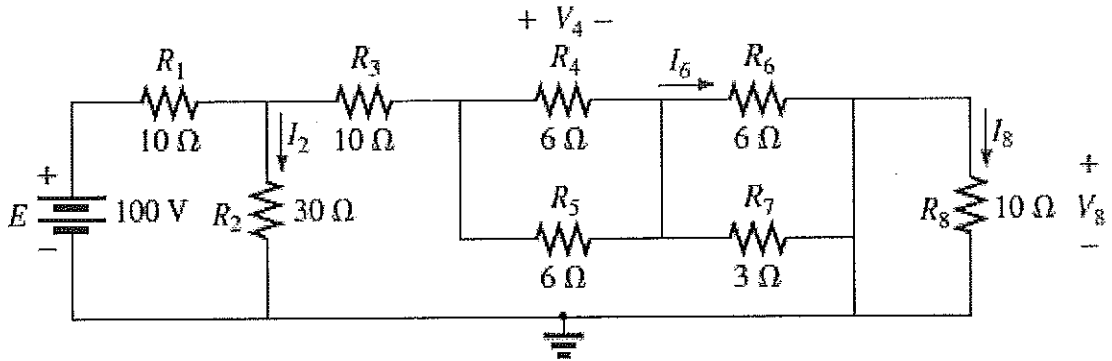 + V₄ −
R₁ R₃ R₄ I₆ R₆
10 Ω I₂ 10 Ω 6 Ω 6 Ω I₈
+ R₅ R₇ +
E 100 V R₂ 30 Ω R₈ 10 Ω V₈
− 6 Ω 3 Ω −